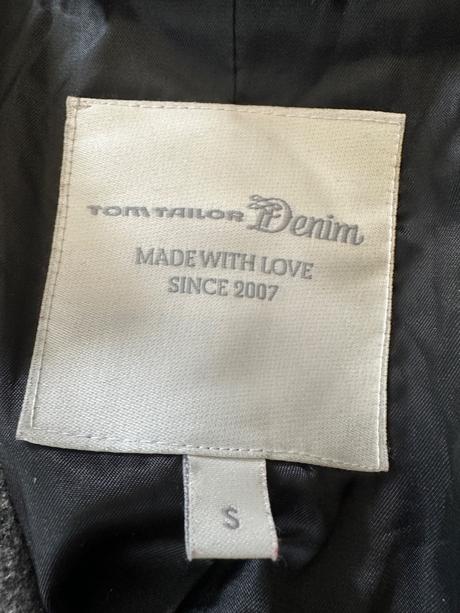 TOM TAILOR Denim
MADE WITH LOVE
SINCE 2007
S